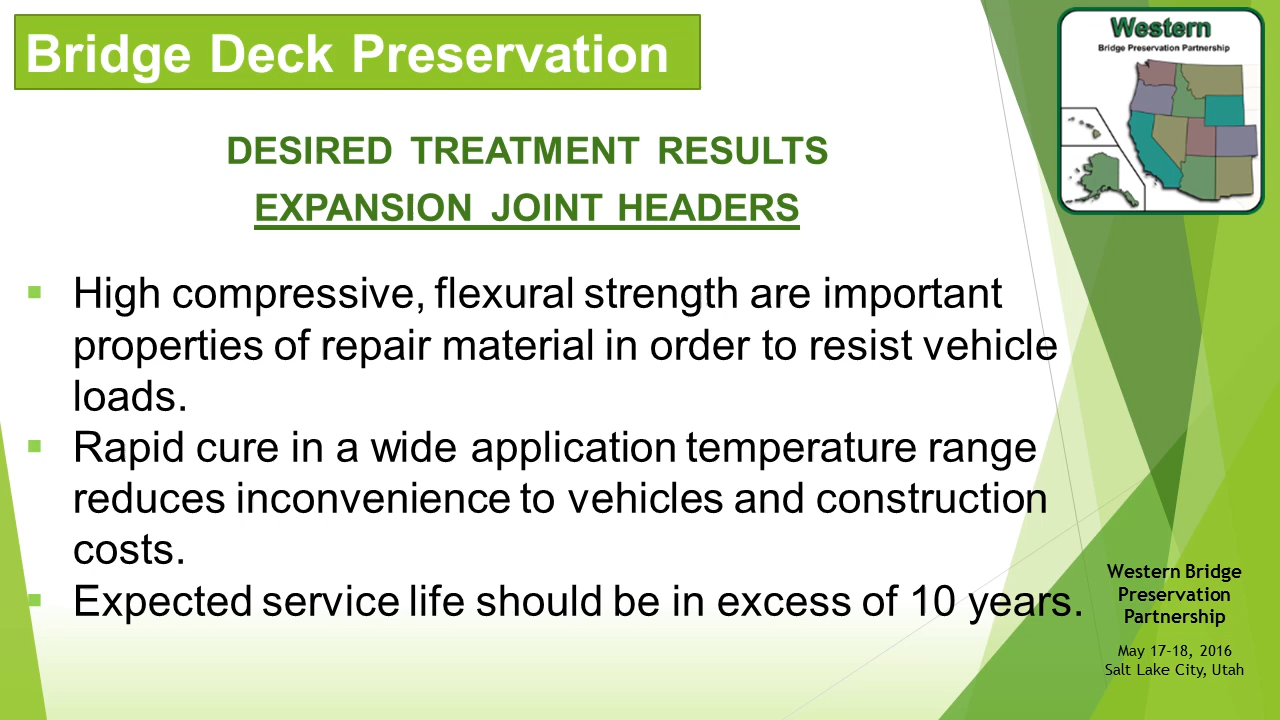 Bridge Deck Preservation
Western
Bridge Preservation Partnership
DESIRED TREATMENT RESULTS
EXPANSION JOINT HEADERS
▪ High compressive, flexural strength are important
properties of repair material in order to resist vehicle
loads.
▪ Rapid cure in a wide application temperature range
reduces inconvenience to vehicles and construction
costs.
▪ Expected service life should be in excess of 10 years.
Western Bridge
Preservation
Partnership
May 17-18, 2016
Salt Lake City, Utah